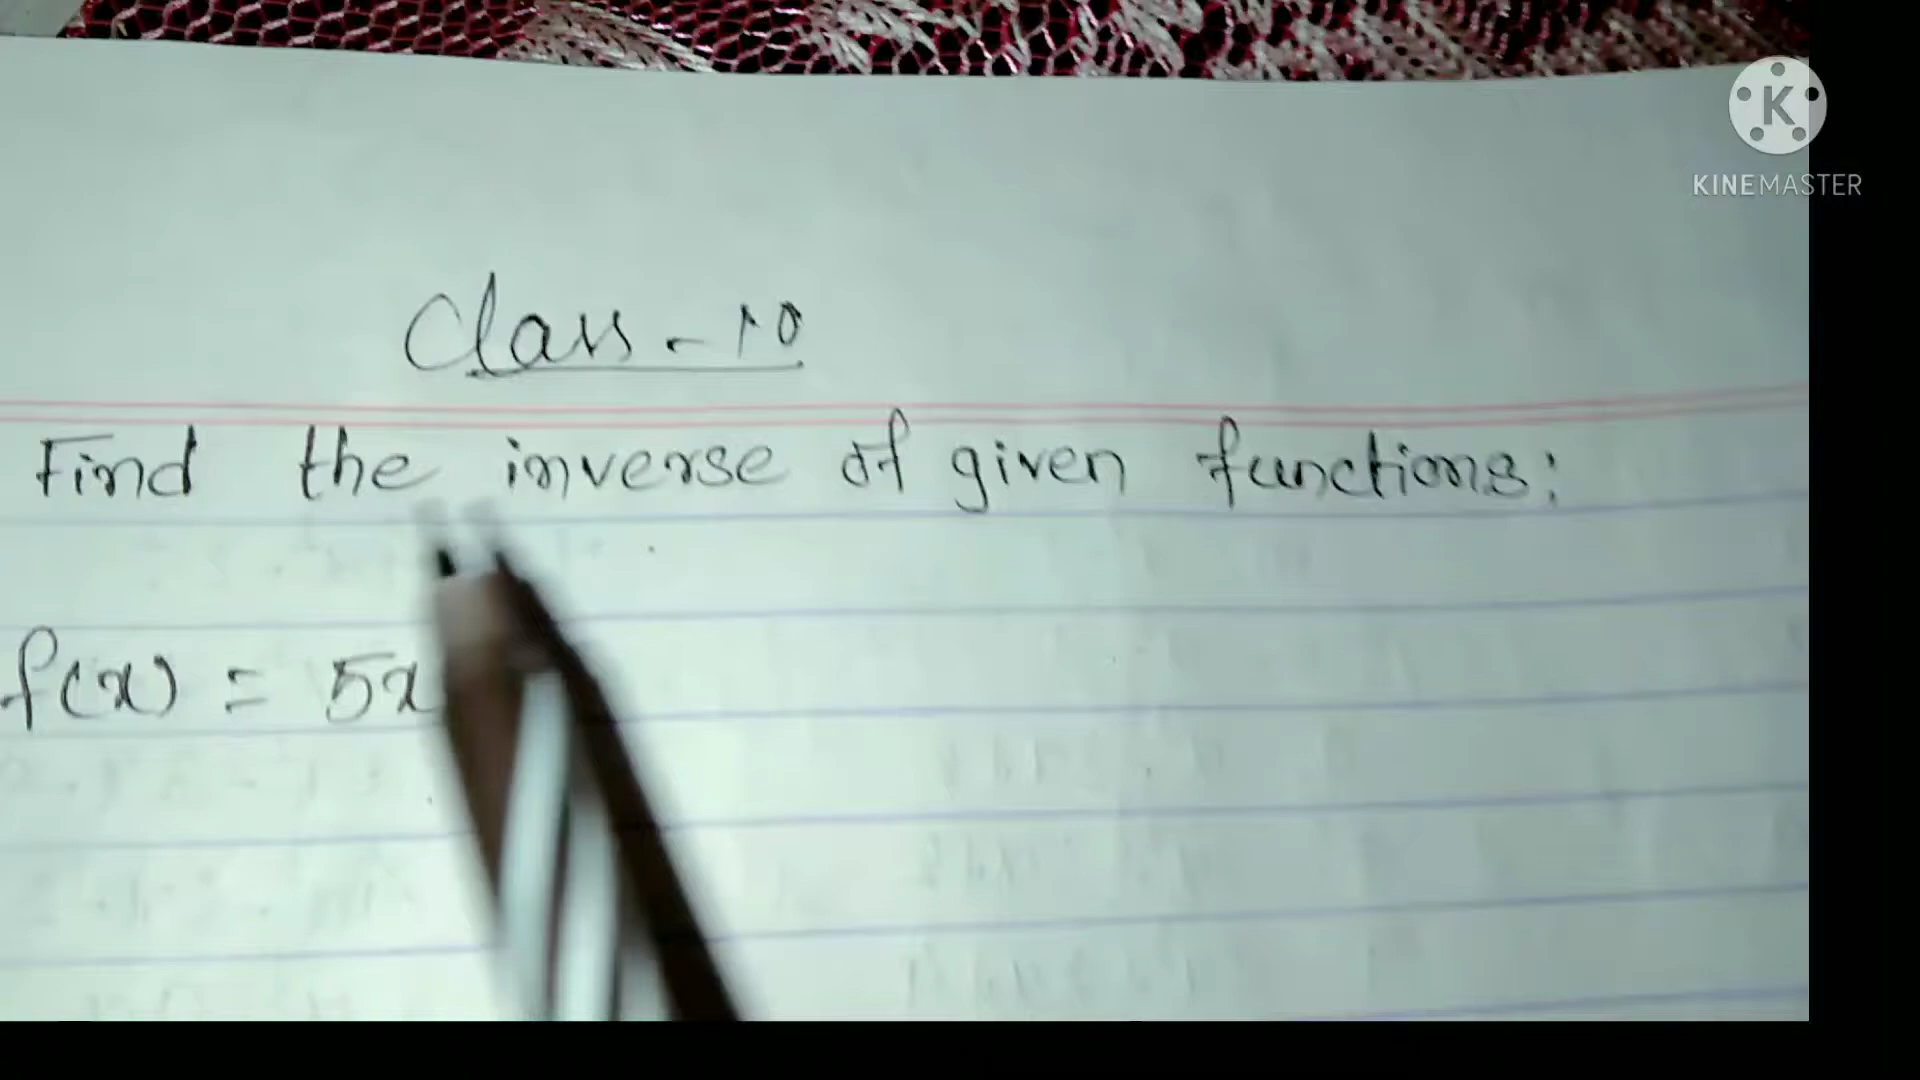 KINEMASTER
Class - 10
Find the inverse of given functions:
f(x) = 5x